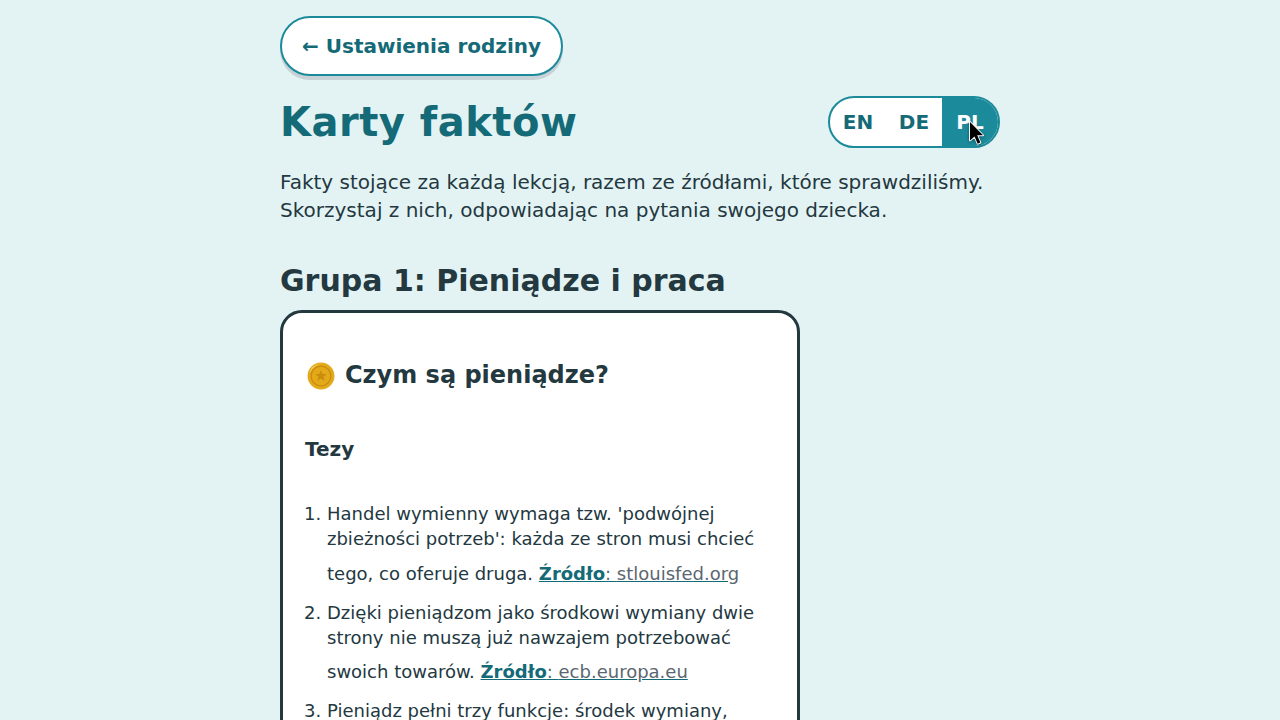 ← Ustawienia rodziny
Karty faktów
EN DE PL
Fakty stojące za każdą lekcją, razem ze źródłami, które sprawdziliśmy.
Skorzystaj z nich, odpowiadając na pytania swojego dziecka.
Grupa 1: Pieniądze i praca
Czym są pieniądze?
Tezy
1. Handel wymienny wymaga tzw. 'podwójnej
zbieżności potrzeb': każda ze stron musi chcieć
tego, co oferuje druga. Źródło: stlouisfed.org
2. Dzięki pieniądzom jako środkowi wymiany dwie
strony nie muszą już nawzajem potrzebować
swoich towarów. Źródło: ecb.europa.eu
3. Pieniądz pełni trzy funkcje: środek wymiany,